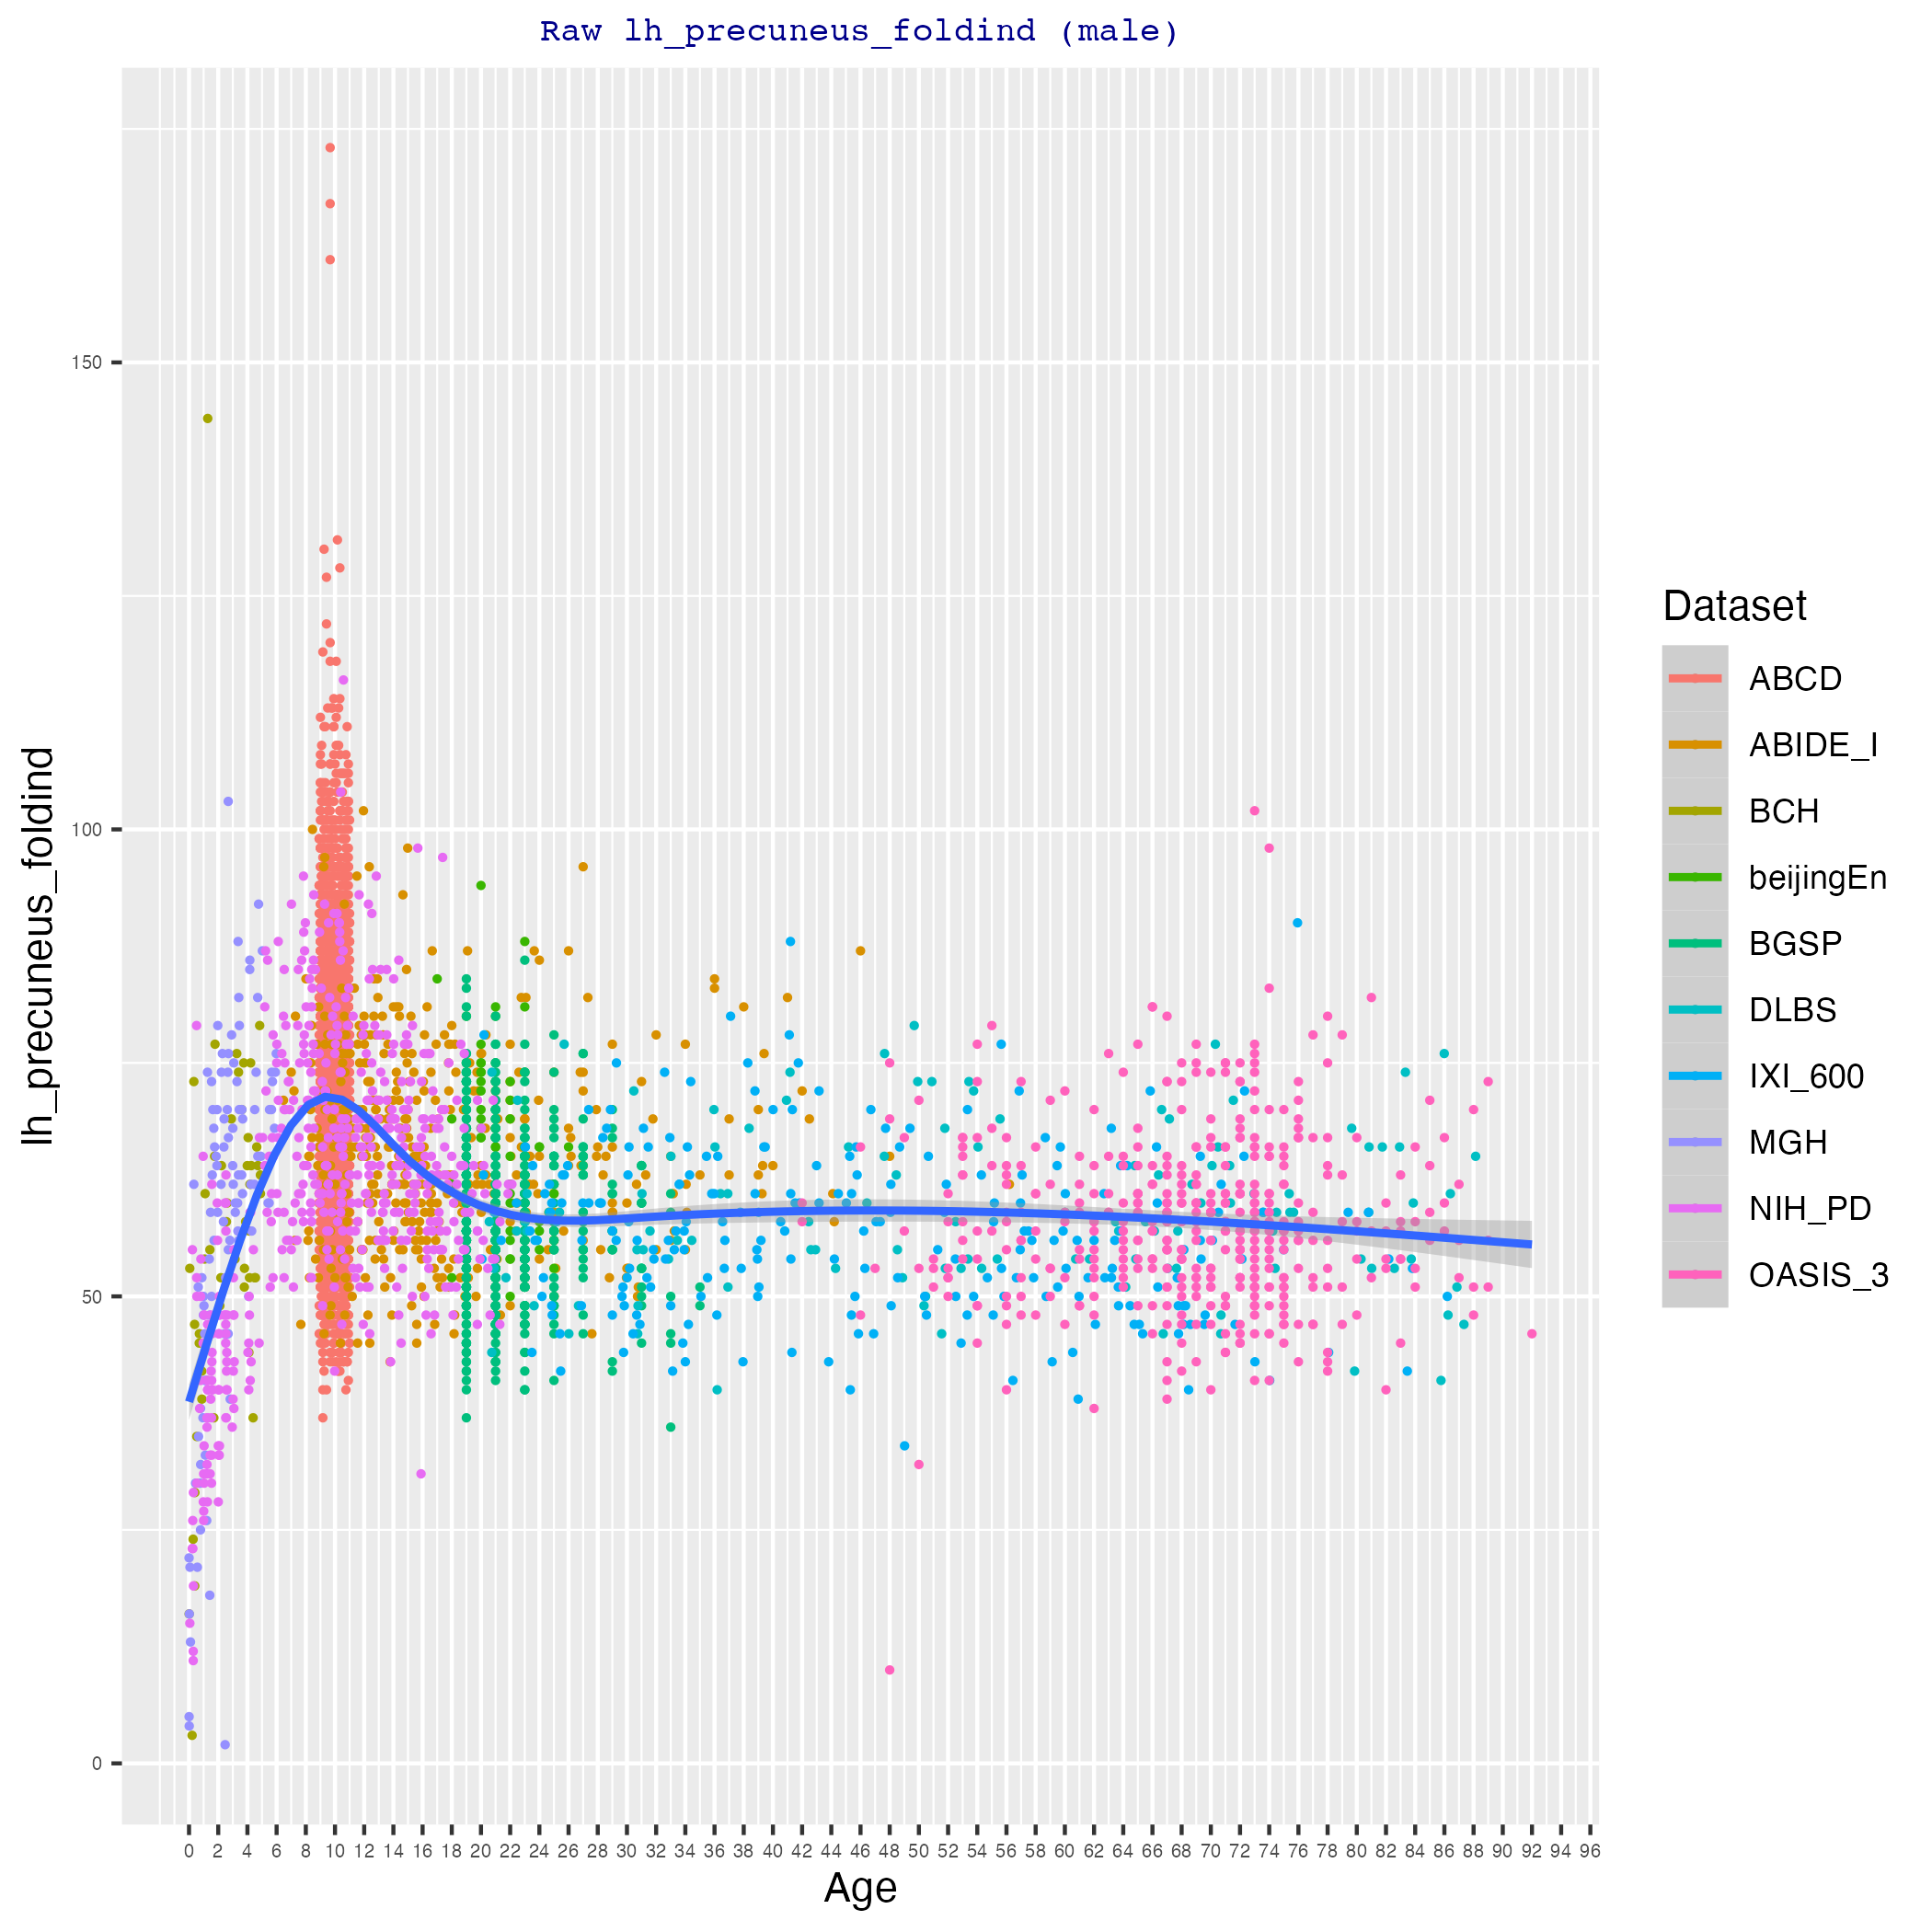 Raw lh_precuneus_foldind (male)
lh_precuneus_foldind
150
100
50
0
0 2 4 6 8 10 12 14 16 18 20 22 24 26 28 30 32 34 36 38 40 42 44 46 48 50 52 54 56 58 60 62 64 66 68 70 72 74 76 78 80 82 84 86 88 90 92 94 96
Age
Dataset
ABCD
ABIDE_I
BCH
beijingEn
BGSP
DLBS
IXI_600
MGH
NIH_PD
OASIS_3